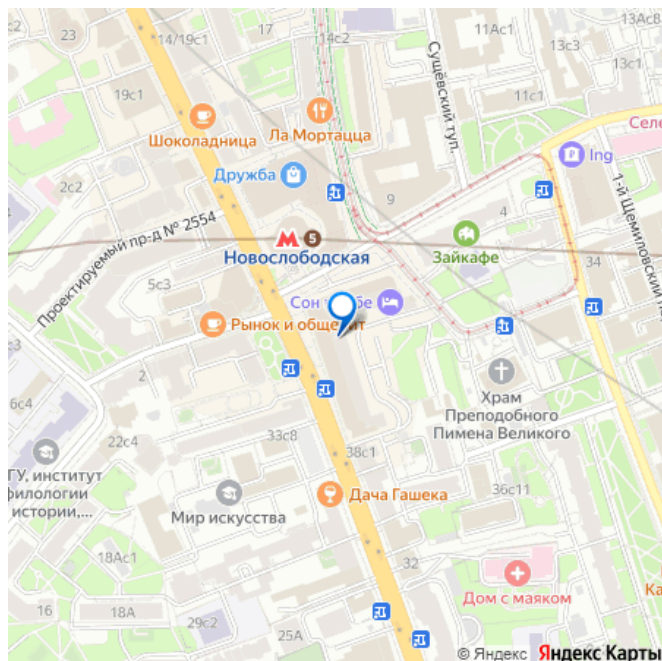 23
14/19с1
14с2
11Ас1
13Ас8
13с3
Сущёвский туп.
19с1
11с1
Шоколадница
Ла Мортацца
Селе
Ing
2с2
Дружба
9
4
1-й Щемиловский
Проектируемый пр-д № 2554
М 5
Новослободская
Зайкафе
34
5с3
Сон
бе
Рынок и общепит
2
Храм
Преподобного
Пимена Великого
6с4
22с4
33с8
38с1
ГУ, институт
филологии
истории,...
Мир искусства
Дача Гашека
36с11
18Ас1
32
Дом с маяком
Ка
16
18А
29с2
25А
© Яндекс Яндекс Карты